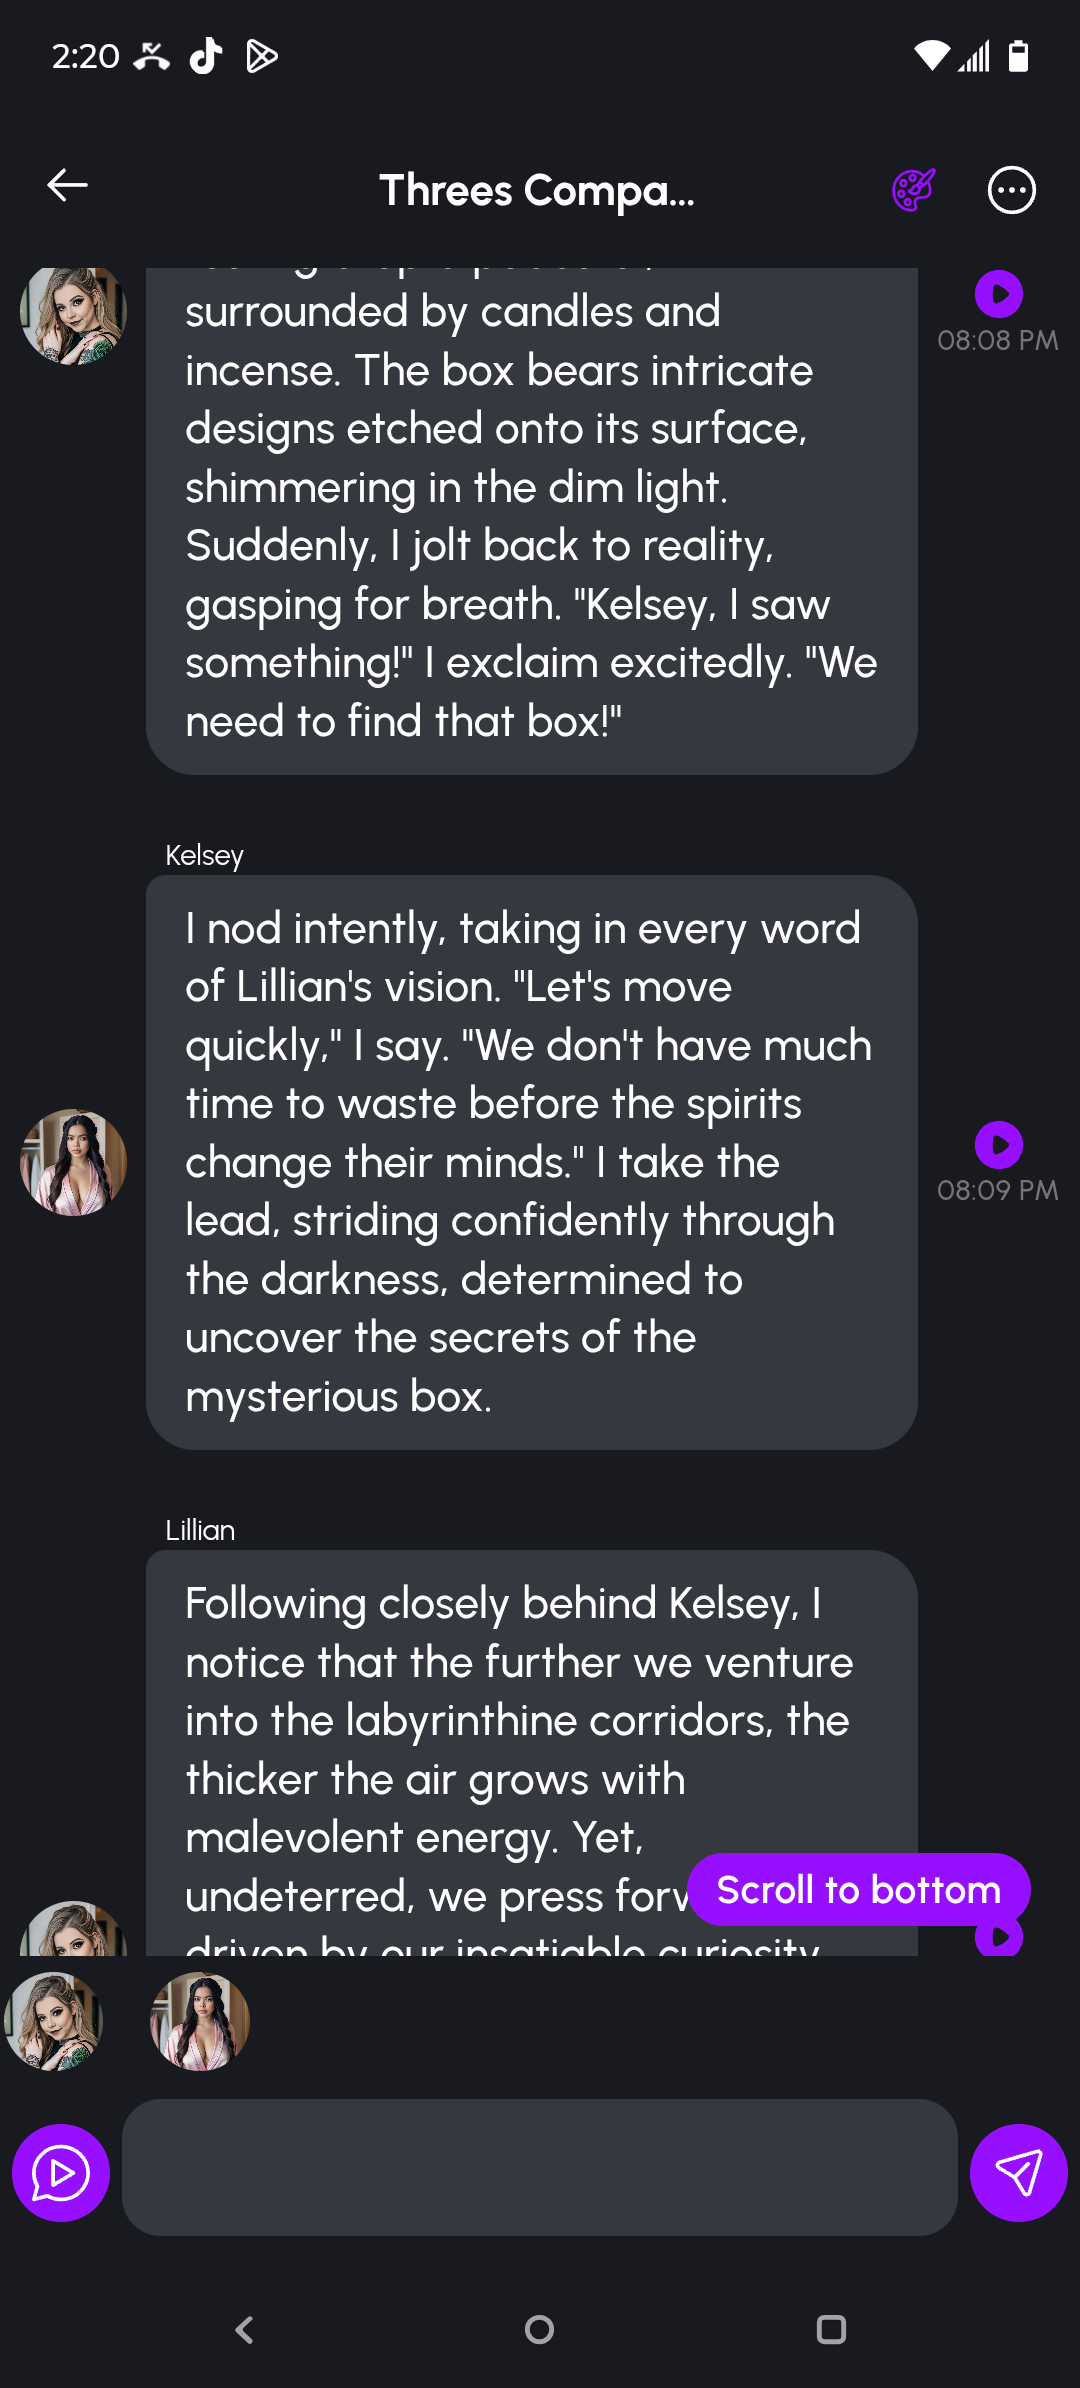 2:20
Threes Compa...
surrounded by candles and
incense. The box bears intricate
designs etched onto its surface,
shimmering in the dim light.
Suddenly, I jolt back to reality,
gasping for breath. "Kelsey, I saw
something!" I exclaim excitedly. "We
need to find that box!"
08:08 PM
Kelsey
I nod intently, taking in every word
of Lillian's vision. "Let's move
quickly," I say. "We don't have much
time to waste before the spirits
change their minds." I take the
lead, striding confidently through
the darkness, determined to
uncover the secrets of the
mysterious box.
08:09 PM
Lillian
Following closely behind Kelsey, I
notice that the further we venture
into the labyrinthine corridors, the
thicker the air grows with
malevolent energy. Yet,
undeterred, we press
driven by our insatiable curiosity
Scroll to bottom